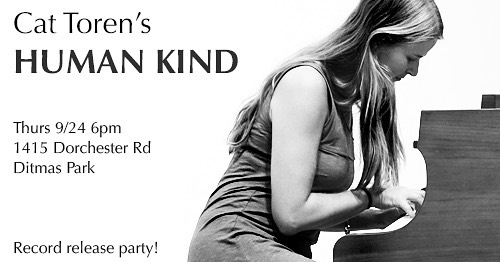 Cat Toren’s
HUMAN KIND
Thurs 9/24 6pm
1415 Dorchester Rd
Ditmas Park
Record release party!